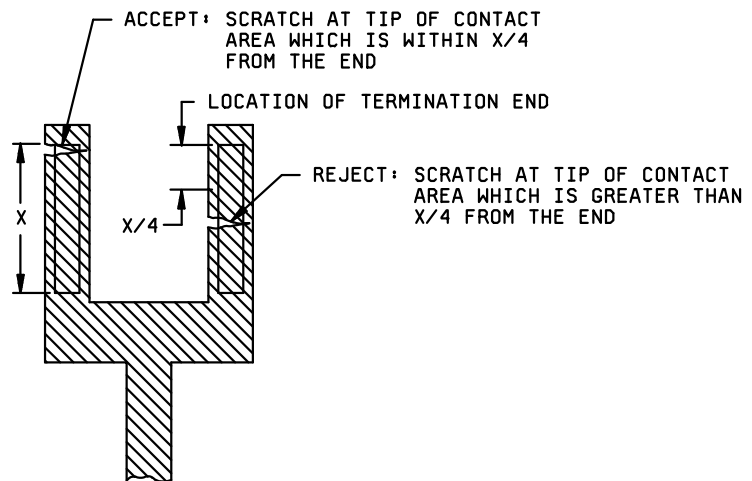 ACCEPT: SCRATCH AT TIP OF CONTACT
AREA WHICH IS WITHIN X/4
FROM THE END
LOCATION OF TERMINATION END
REJECT: SCRATCH AT TIP OF CONTACT
AREA WHICH IS GREATER THAN
X/4 FROM THE END
X
X/4